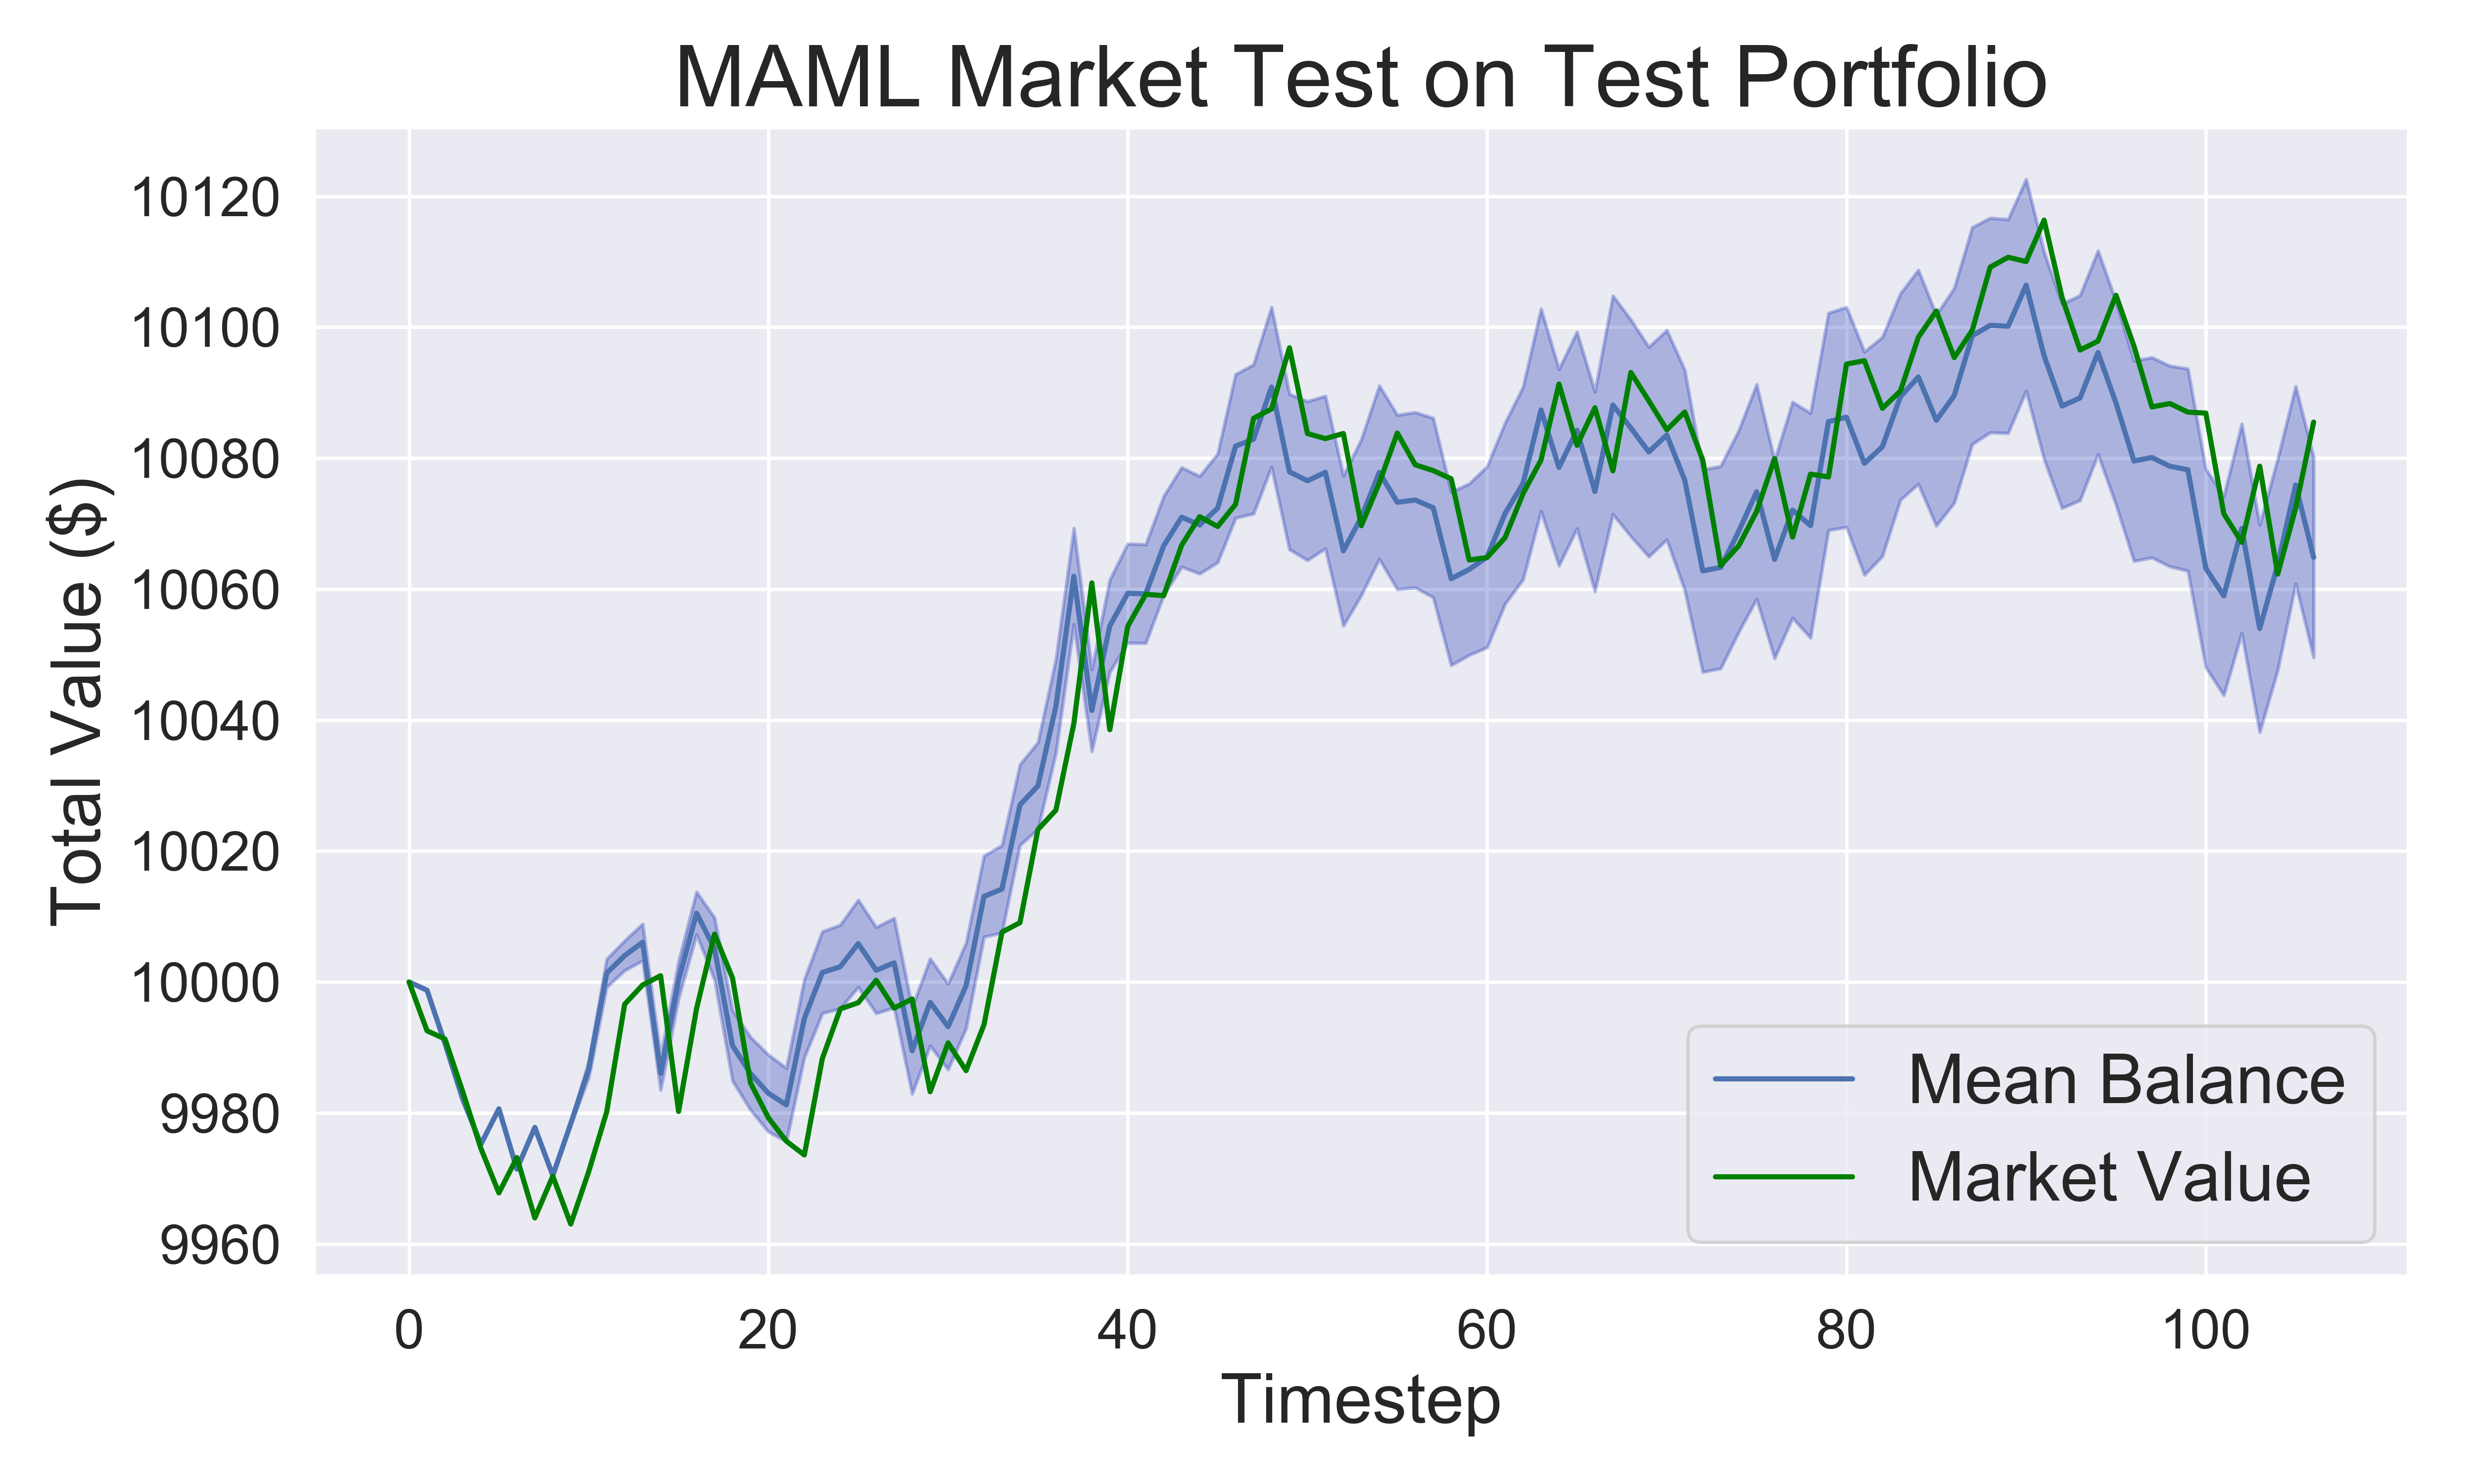 MAML Market Test on Test Portfolio
Total Value ($)
10120
10100
10080
10060
10040
10020
10000
9980
9960
0 20 40 60 80 100
Timestep
Mean Balance
Market Value